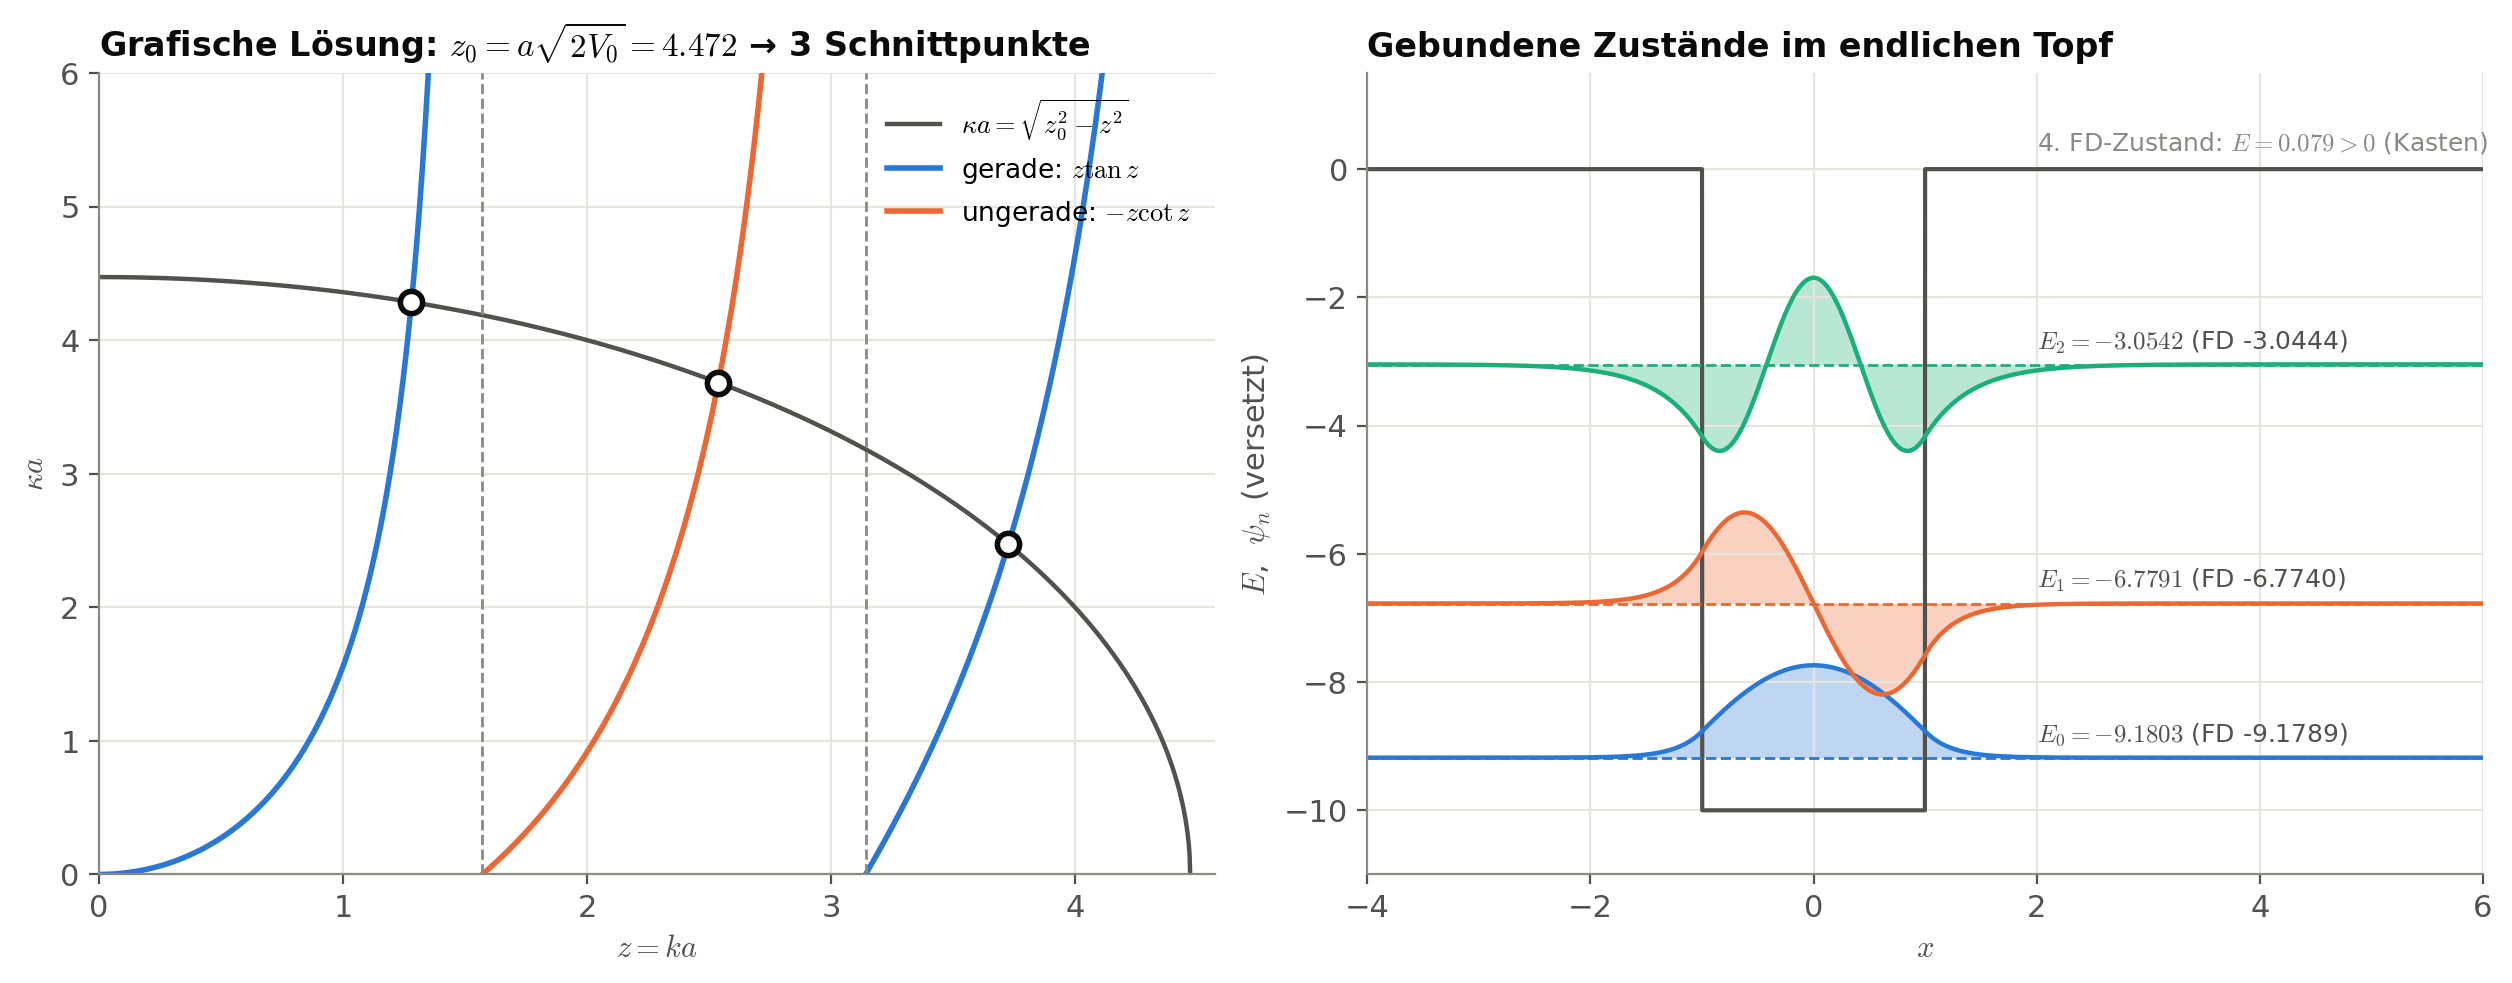 Grafische Lösung: z₀ = a√2V₀ = 4.472 → 3 Schnittpunkte
6
5
4
3
2
1
0
κa
κa = √z₀² − z²
gerade: z tan z
ungerade: −z cot z
0 1 2 3 4
z = ka
Gebundene Zustände im endlichen Topf
0
−2
−4
−6
−8
−10
E, ψₙ (versetzt)
4. FD-Zustand: E = 0.079 > 0 (Kasten)
E₂ = −3.0542 (FD -3.0444)
E₁ = −6.7791 (FD -6.7740)
E₀ = −9.1803 (FD -9.1789)
−4 −2 0 2 4 6
x